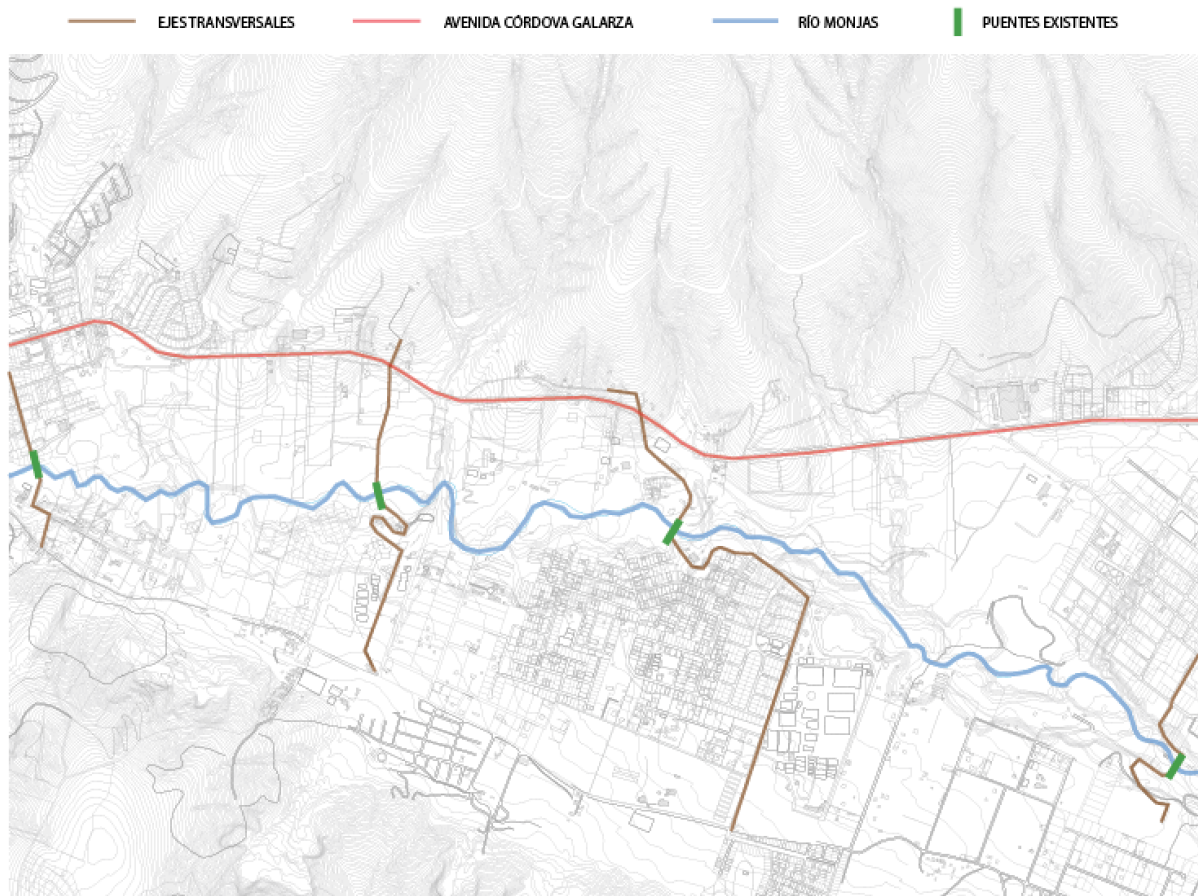 EJES TRANSVERSALES
AVENIDA CÓRDOVA GALARZA
RÍO MONJAS
PUENTES EXISTENTES